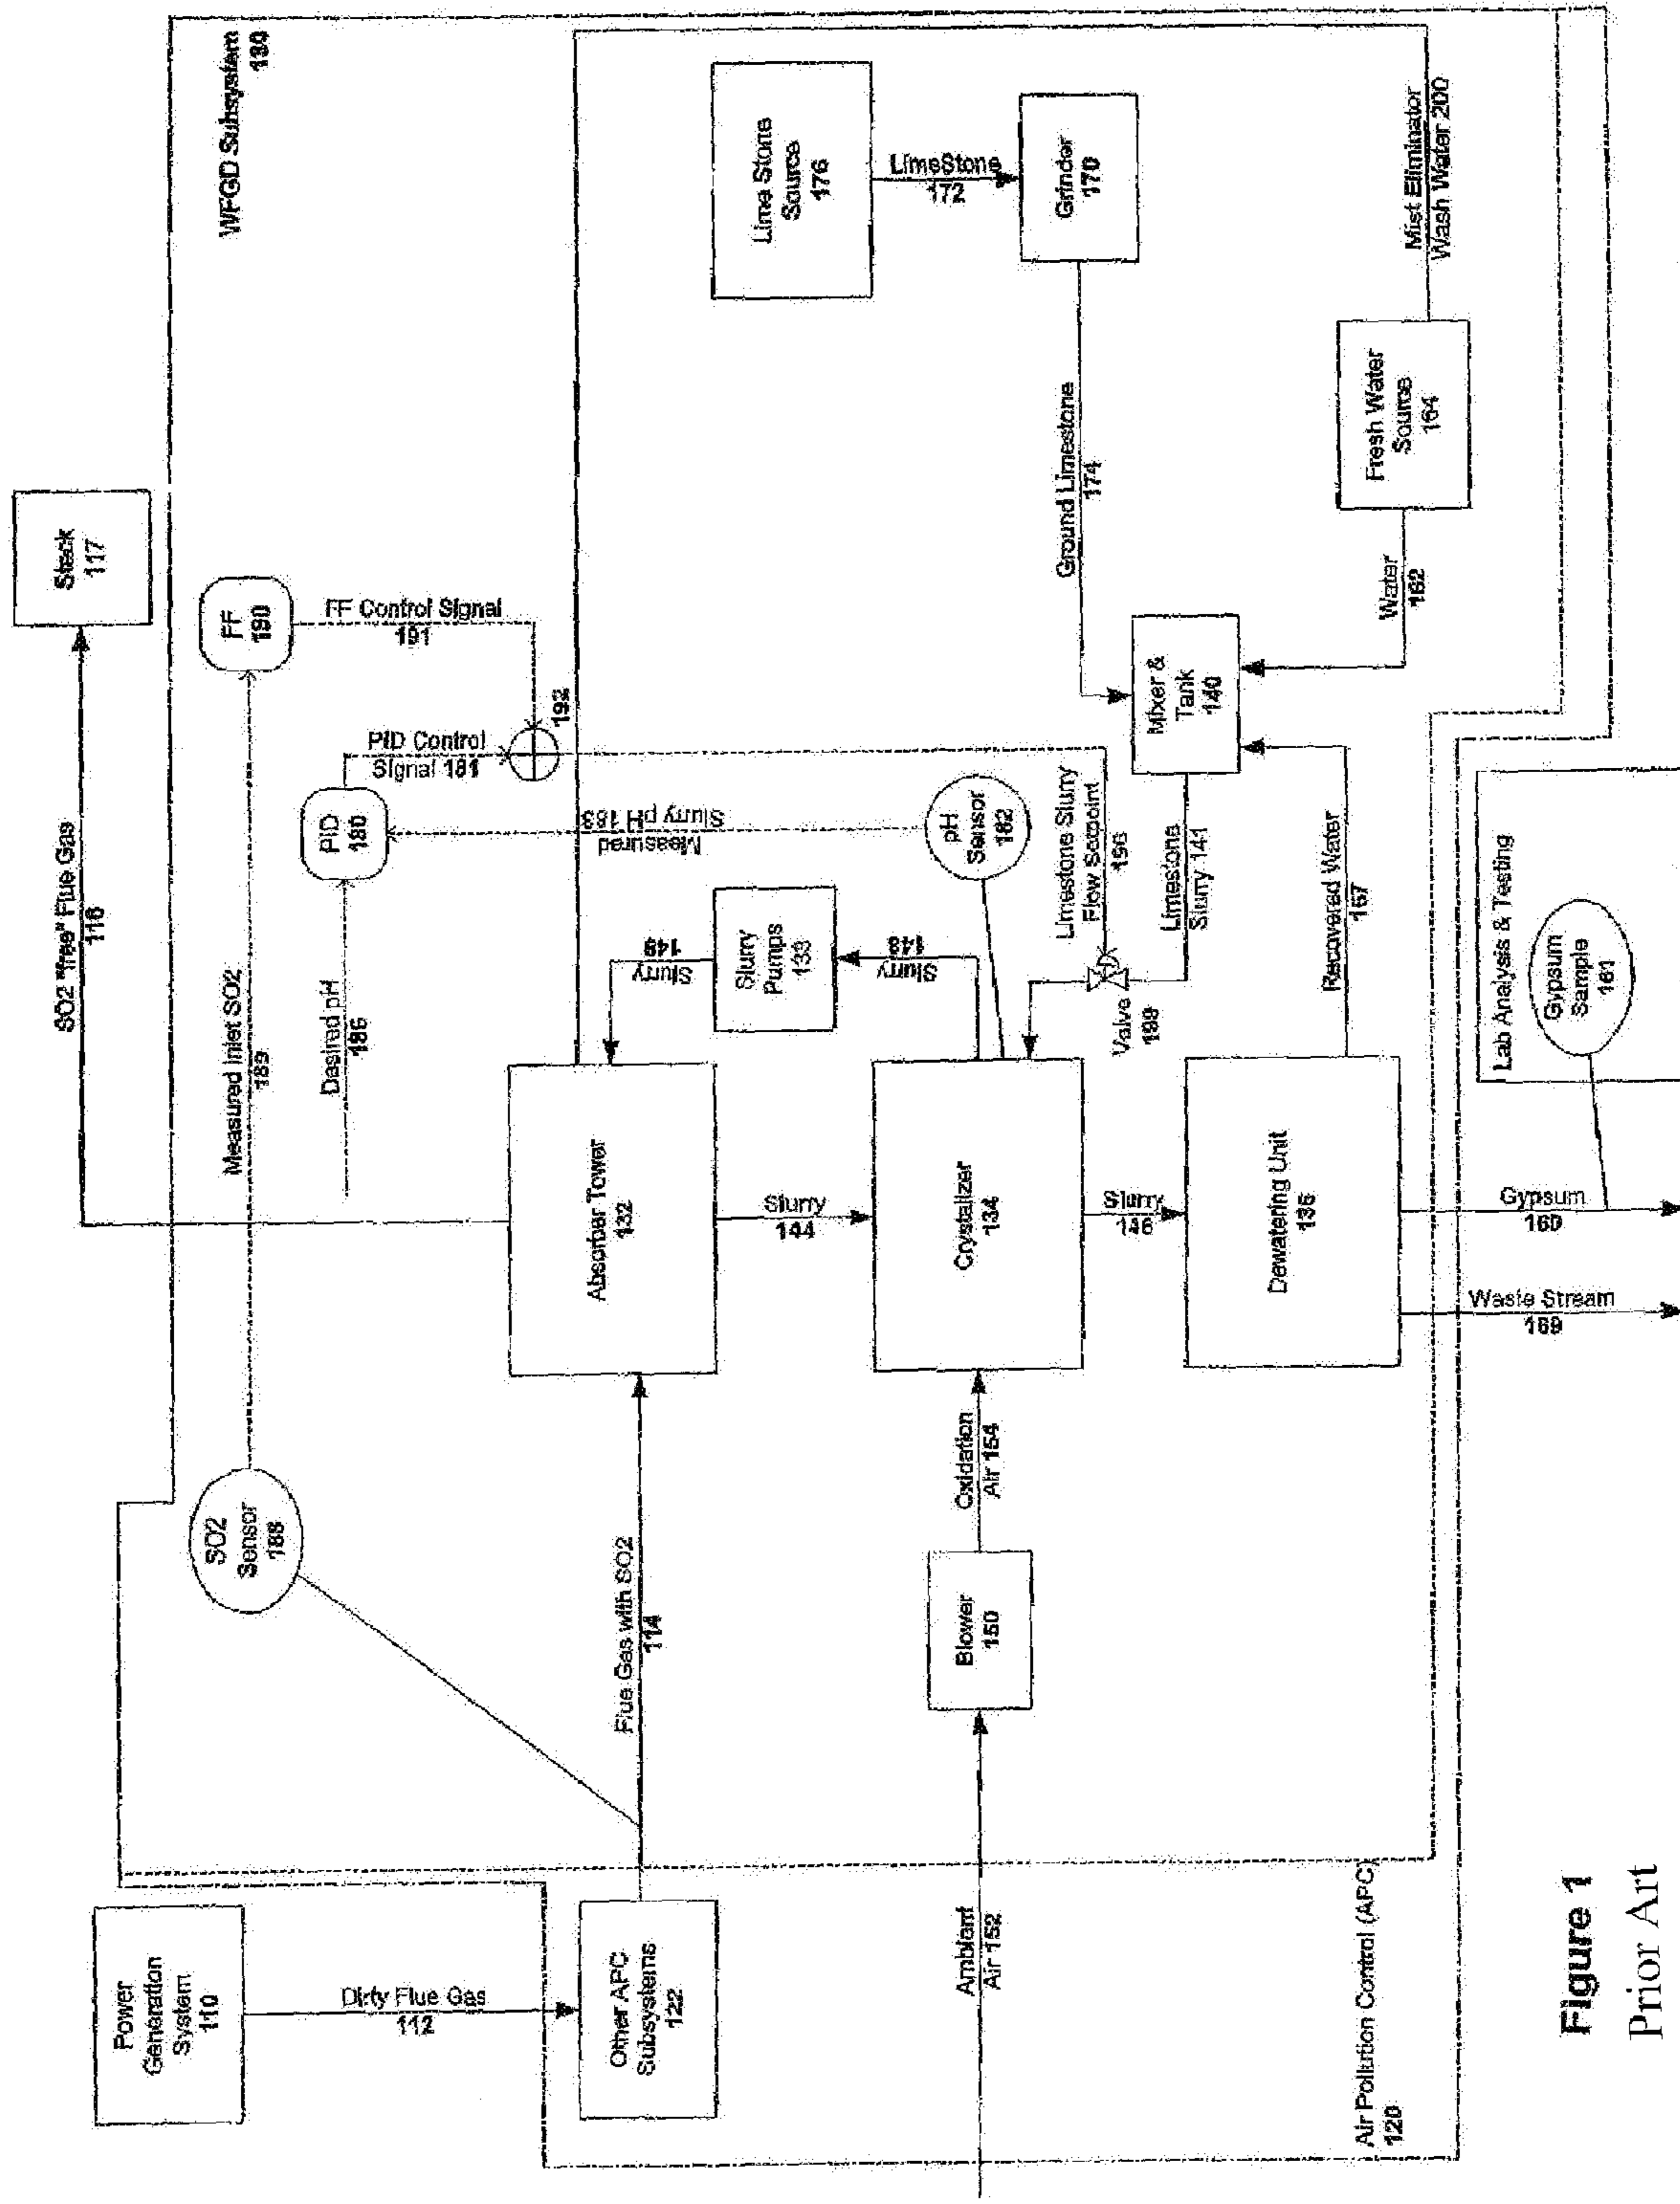 Power
Generation
System
110
Dirty Flue Gas
112
Other APC
Subsystems
122
Air Pollution Control (APC)
120
Ambient
Air 152
SO2
Sensor
188
Flue Gas with SO2
114
Blower
150
Oxidation
Air 154
Measured Inlet SO2
189
Desired pH
186
SO2 "free" Flue Gas
116
Stack
117
Absorber Tower
132
Slurry
144
Crystalizer
134
Slurry
146
Dewatering Unit
136
Waste Stream
169
Gypsum
160
Lab Analysis & Testing
Gypsum
Sample
161
Slurry
149
Slurry
Pumps
133
Slurry
148
pH
Sensor
182
Measured
Slurry pH 183
PID
180
PID Control
Signal 181
FF
190
FF Control Signal
191
192
Limestone Slurry
Flow Setpoint
196
Valve
199
Limestone
Slurry 141
Recovered Water
167
Mixer &
Tank
140
Ground Limestone
174
Water
162
Fresh Water
Source
164
Mist Eliminator
Wash Water 200
Grinder
170
LimeStone
172
Lime Stone
Source
176
WFGD Subsystem
130
Figure 1
Prior Art